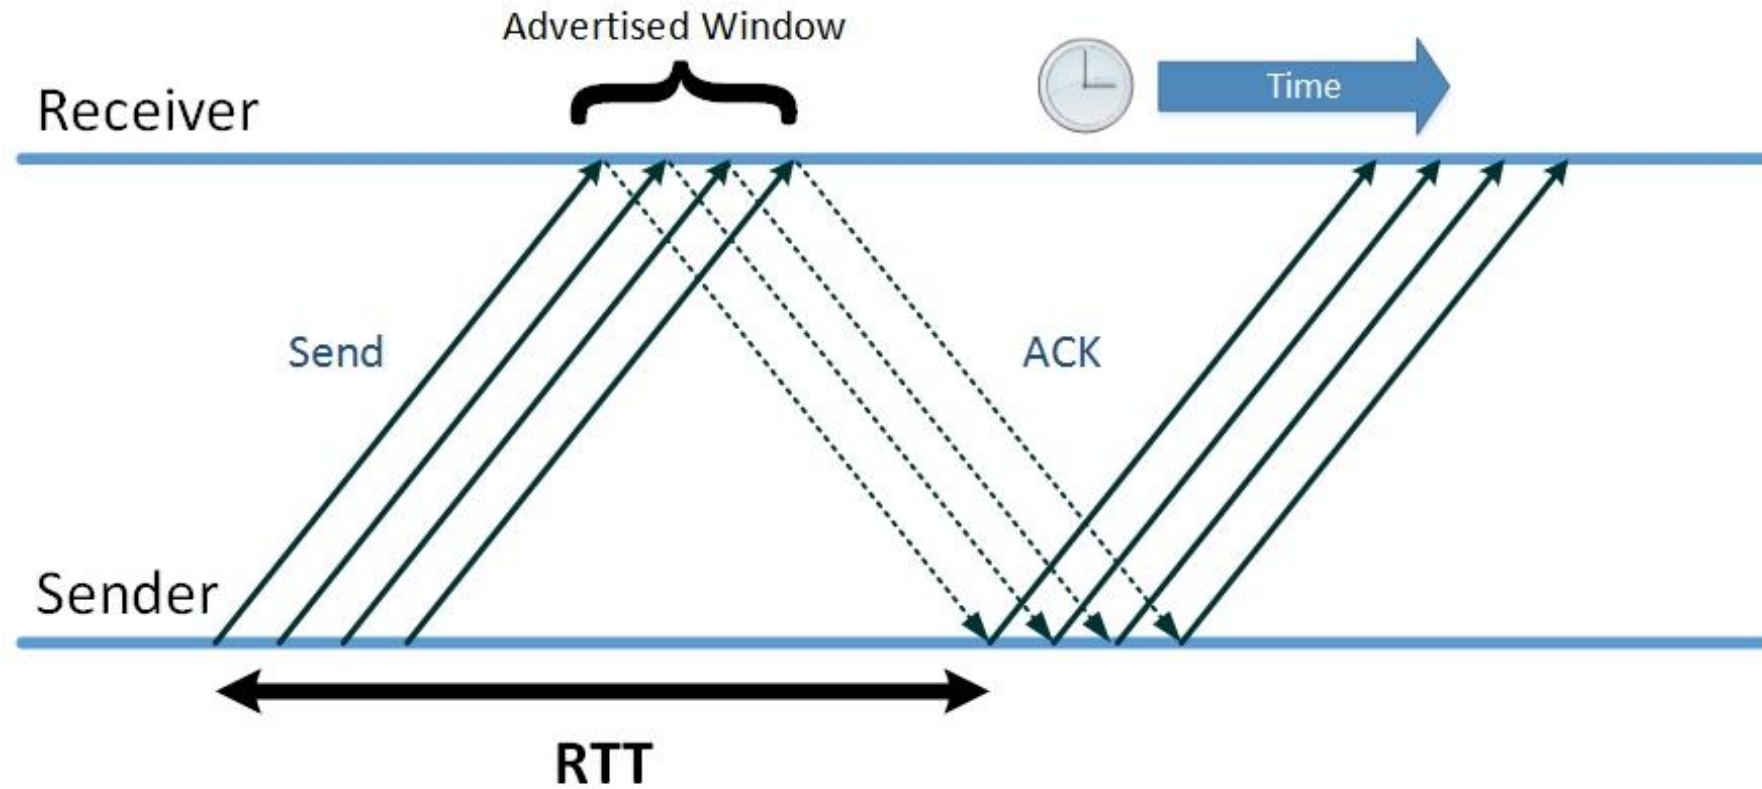 Advertised Window
Receiver
Time
Send
ACK
Sender
RTT